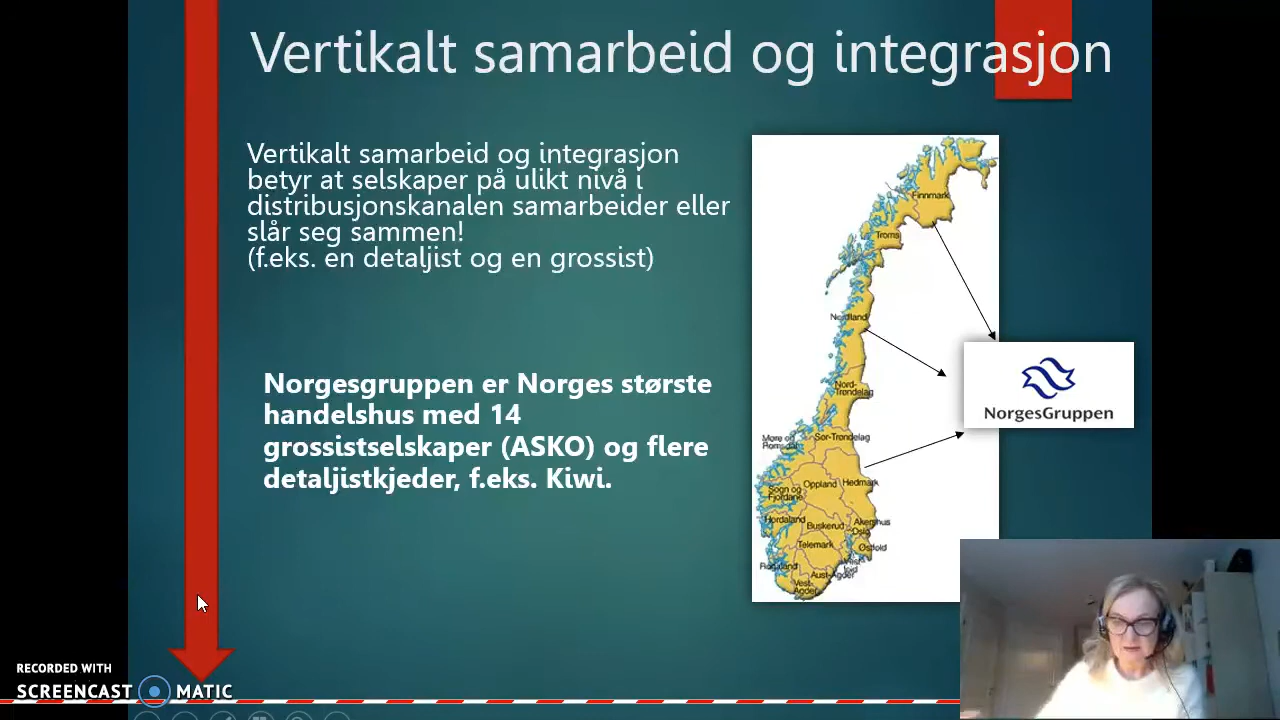 Vertikalt samarbeid og integrasjon
Vertikalt samarbeid og integrasjon
betyr at selskaper på ulikt nivå i
distribusjonskanalen samarbeider eller
slår seg sammen!
(f.eks. en detaljist og en grossist)
Norgesgruppen er Norges største
handelshus med 14
grossistselskaper (ASKO) og flere
detaljistkjeder, f.eks. Kiwi.
Finnmark
Troms
Nordland
Nord-
Trøndelag
Møre og
Romsdal
Sør-Trøndelag
Oppland
Hedmark
Sogn og
Fjordane
Hordaland
Buskerud
Akershus
Oslo
Telemark
Østfold
Rogaland
Aust-Agder
Vest-
Agder
NorgesGruppen
RECORDED WITH
SCREENCAST MATIC